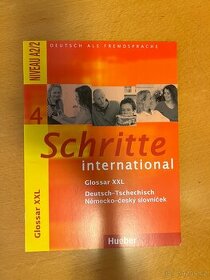 DEUTSCH ALS FREMDSPRACHE
NIVEAU A2/2
4
Schritte
international
Glossar XXL
Deutsch-Tschechisch
Německo-český slovníček
Glossar XXL
Hueber